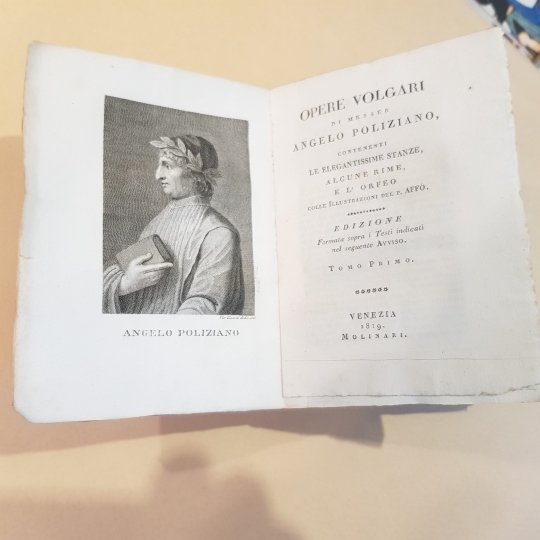 ANGELO POLIZIANO
OPERE VOLGARI
DI MESSER
ANGELO POLIZIANO,
CONTENENTI
LE ELEGANTISSIME STANZE,
ALCUNE RIME,
E L' ORFEO
COLLE ILLUSTRAZIONI DEL P. AFFÒ.
EDIZIONE
Formata sopra i Testi indicati
nel seguente AVVISO.
TOMO PRIMO.
VENEZIA
1819.
MOLINARI.